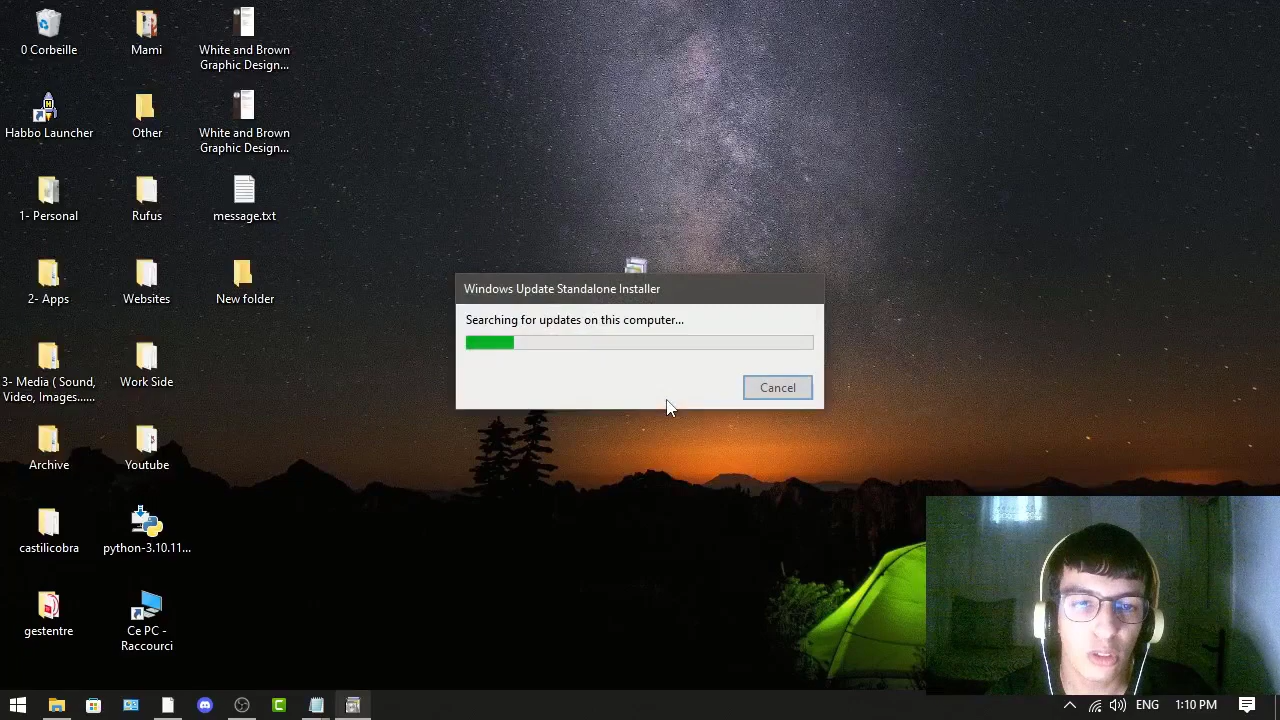 0 Corbeille
Mami
White and Brown
Graphic Design...
Habbo Launcher
Other
White and Brown
Graphic Design...
1- Personal
Rufus
message.txt
2- Apps
Websites
New folder
3- Media ( Sound,
Video, Images......
Work Side
Archive
Youtube
castilicobra
python-3.10.11...
gestentre
Ce PC -
Raccourci
Windows Update Standalone Installer
Searching for updates on this computer...
Cancel
ENG
1:10 PM